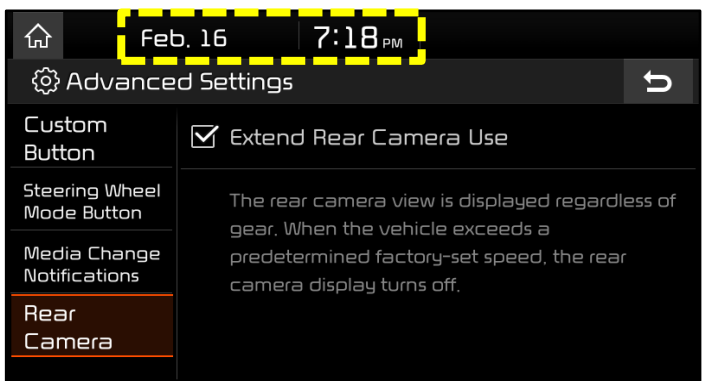 Feb. 16 7:18 PM
Advanced Settings
Custom
Button
Extend Rear Camera Use
Steering Wheel
Mode Button
Media Change
Notifications
Rear
Camera
The rear camera view is displayed regardless of
gear. When the vehicle exceeds a
predetermined factory-set speed, the rear
camera display turns off.